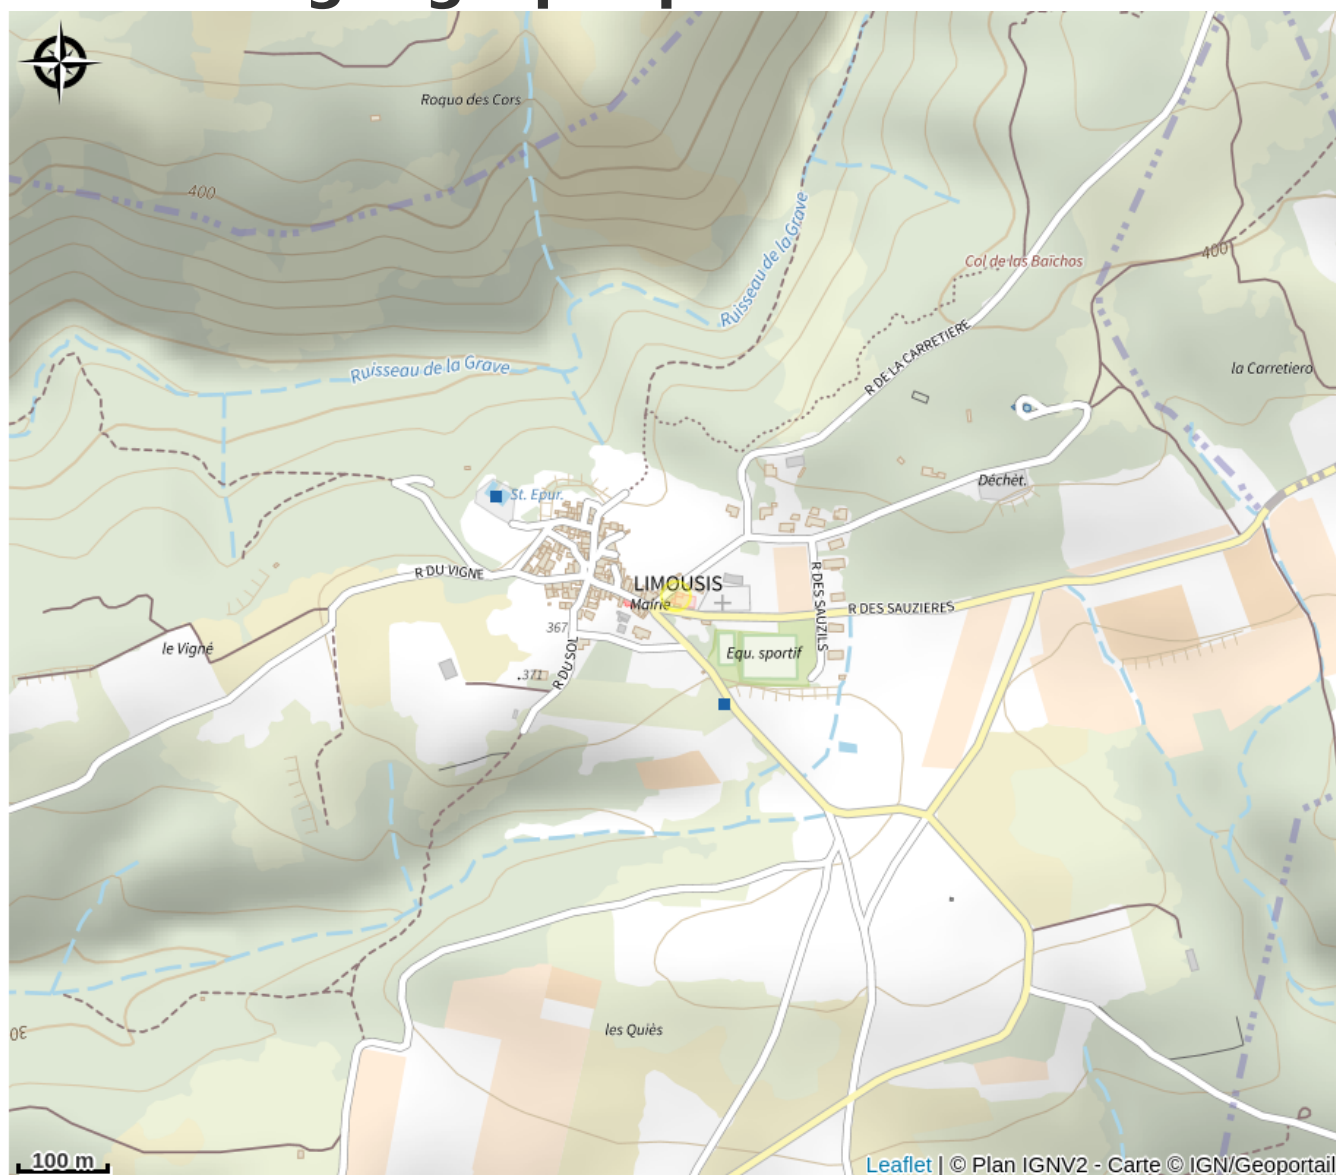 Roquo des Cors
400
Ruisseau de la Grave
Col de las Baïchos
400
R DE LA CARRETIERE
la Carretiero
Ruisseau de la Grave
Déchèt.
St. Epur.
R DU VIGNE
LIMOUSIS
Mairie
R DES SAUZILS
R DES SAUZIERES
367
le Vigné
R DU SOL
Equ. sportif
.371
les Quiès
30
100 m
Leaflet | © Plan IGNV2 - Carte © IGN/Geoportail